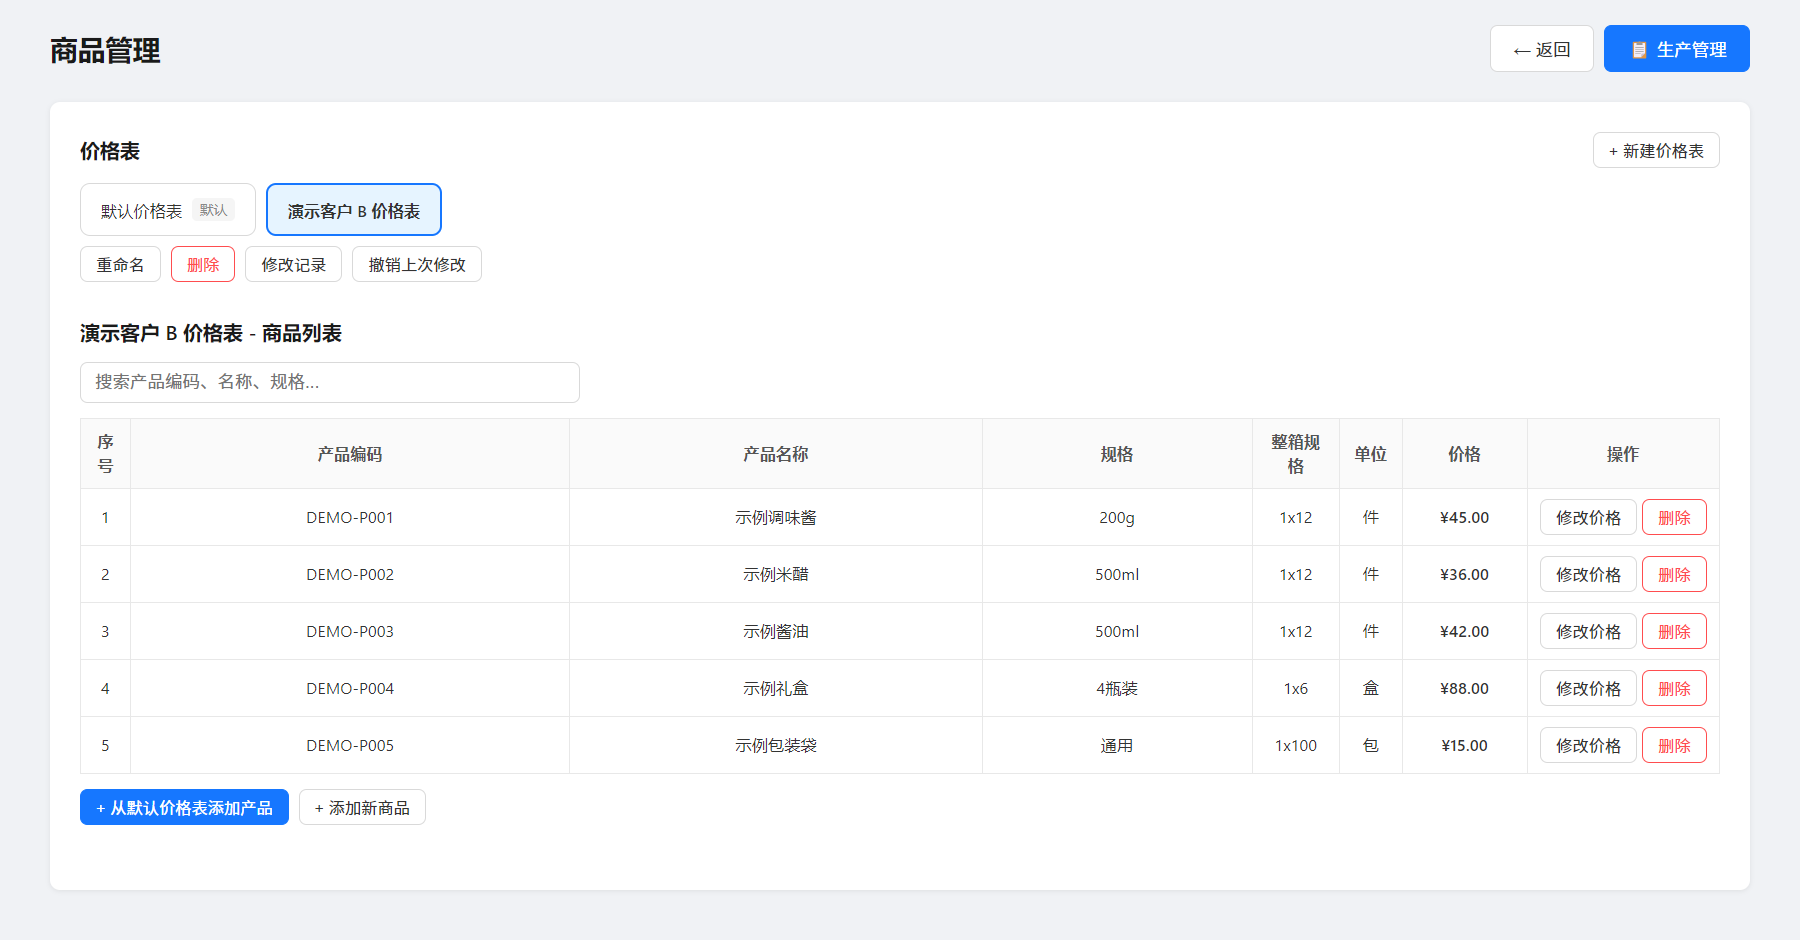 商品管理
← 返回
📋 生产管理
价格表
+ 新建价格表
默认价格表 默认
演示客户 B 价格表
重命名
删除
修改记录
撤销上次修改
演示客户 B 价格表 - 商品列表
搜索产品编码、名称、规格...
序号 产品编码 产品名称 规格 整箱规格 单位 价格 操作
1 DEMO-P001 示例调味酱 200g 1x12 件 ¥45.00 修改价格 删除
2 DEMO-P002 示例米醋 500ml 1x12 件 ¥36.00 修改价格 删除
3 DEMO-P003 示例酱油 500ml 1x12 件 ¥42.00 修改价格 删除
4 DEMO-P004 示例礼盒 4瓶装 1x6 盒 ¥88.00 修改价格 删除
5 DEMO-P005 示例包装袋 通用 1x100 包 ¥15.00 修改价格 删除
+ 从默认价格表添加产品
+ 添加新商品